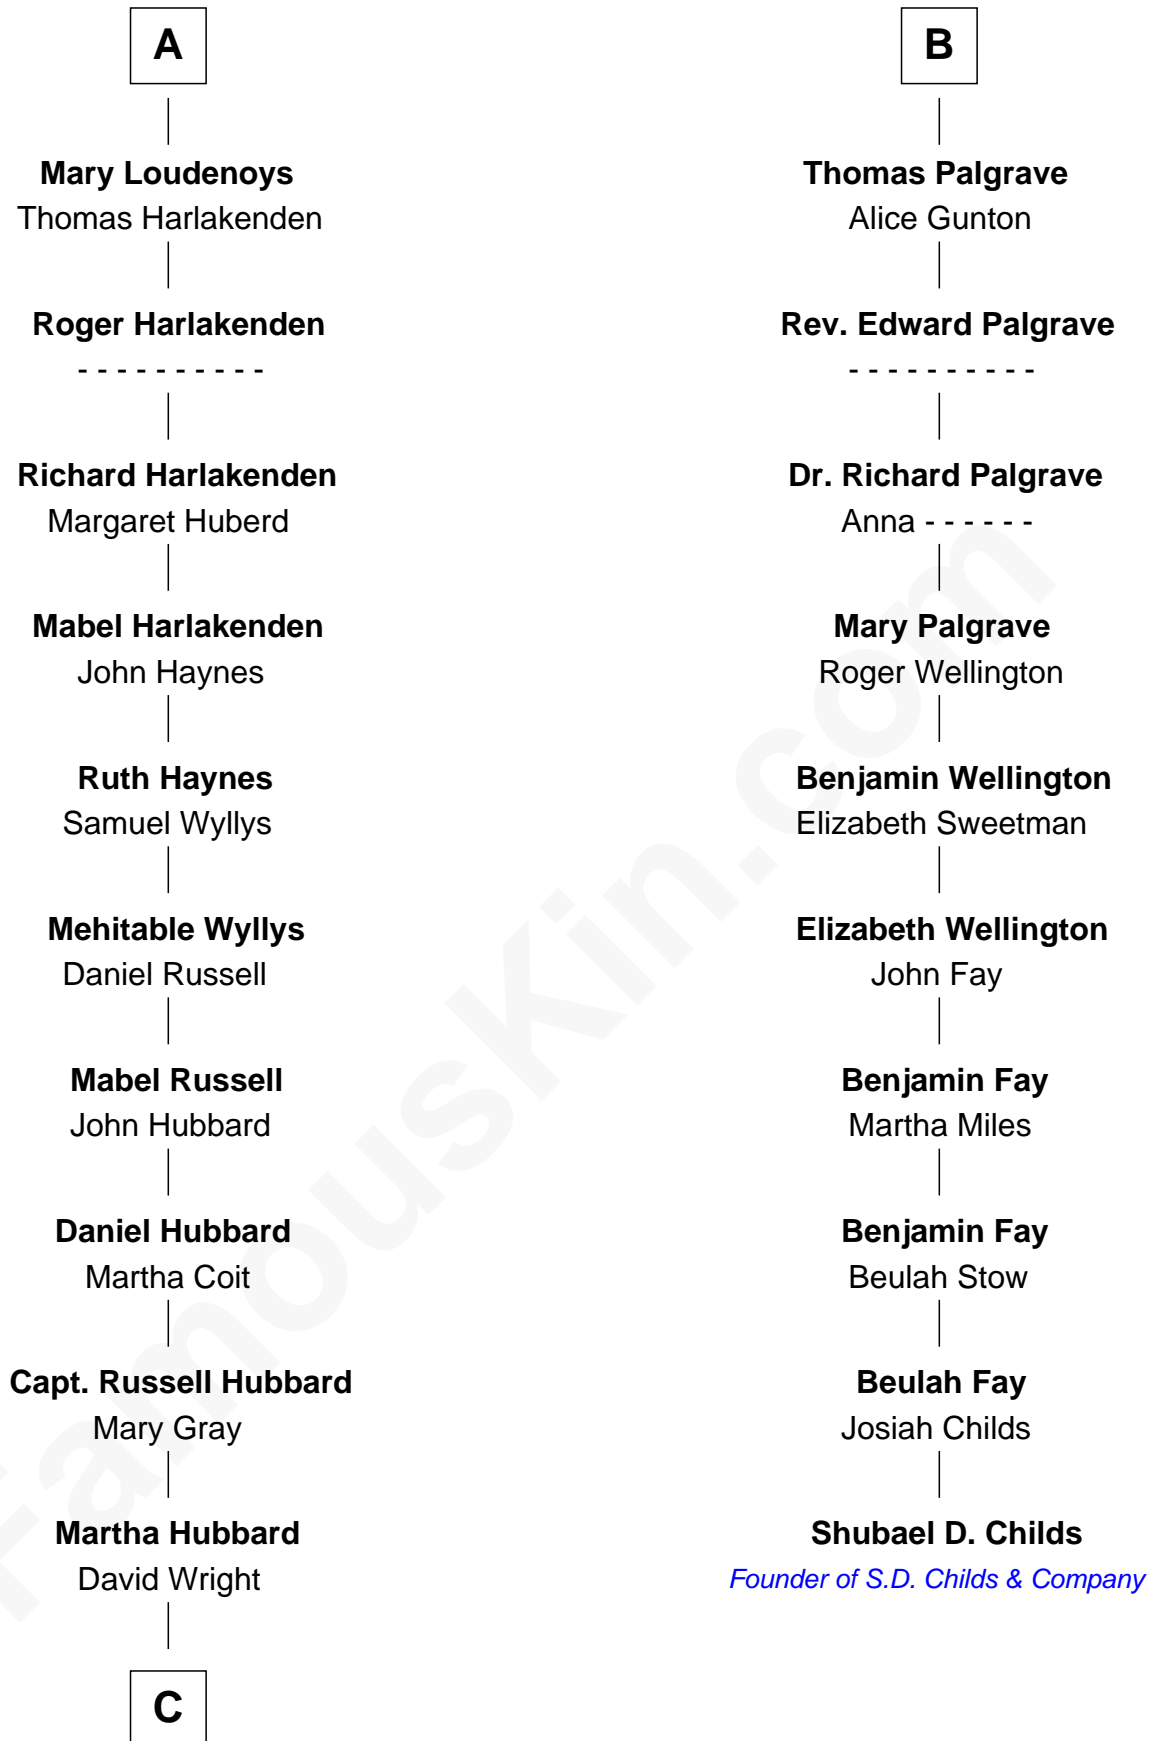 A
Mary Loudenoys
Thomas Harlakenden
Roger Harlakenden
- - - - - - - - - -
Richard Harlakenden
Margaret Huberd
Mabel Harlakenden
John Haynes
Ruth Haynes
Samuel Wyllys
Mehitable Wyllys
Daniel Russell
Mabel Russell
John Hubbard
Daniel Hubbard
Martha Coit
Capt. Russell Hubbard
Mary Gray
Martha Hubbard
David Wright
C
B
Thomas Palgrave
Alice Gunton
Rev. Edward Palgrave
- - - - - - - - - -
Dr. Richard Palgrave
Anna - - - - - -
Mary Palgrave
Roger Wellington
Benjamin Wellington
Elizabeth Sweetman
Elizabeth Wellington
John Fay
Benjamin Fay
Martha Miles
Benjamin Fay
Beulah Stow
Beulah Fay
Josiah Childs
Shubael D. Childs
Founder of S.D. Childs & Company
FamousKin.com